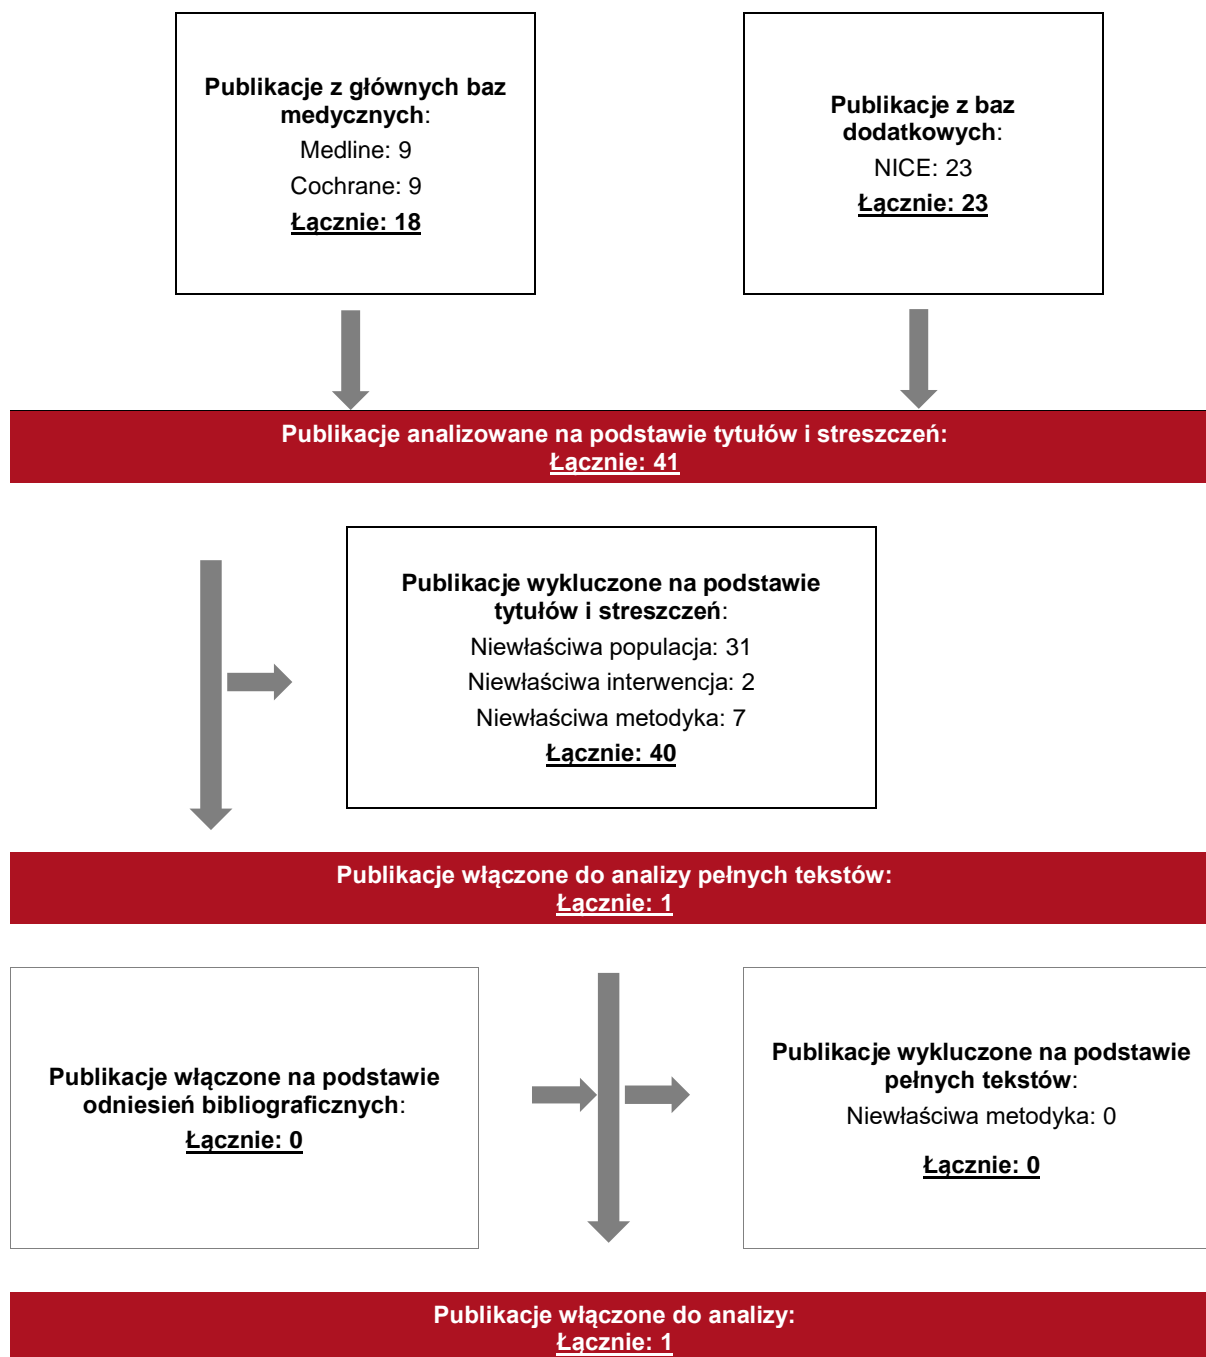 Publikacje z głównych baz
medycznych:
Medline: 9
Cochrane: 9
Łącznie: 18
Publikacje z baz
dodatkowych:
NICE: 23
Łącznie: 23
Publikacje analizowane na podstawie tytułów i streszczeń:
Łącznie: 41
Publikacje wykluczone na podstawie
tytułów i streszczeń:
Niewłaściwa populacja: 31
Niewłaściwa interwencja: 2
Niewłaściwa metodyka: 7
Łącznie: 40
Publikacje włączone do analizy pełnych tekstów:
Łącznie: 1
Publikacje włączone na podstawie
odniesień bibliograficznych:
Łącznie: 0
Publikacje wykluczone na podstawie
pełnych tekstów:
Niewłaściwa metodyka: 0
Łącznie: 0
Publikacje włączone do analizy:
Łącznie: 1